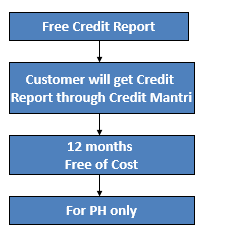 Free Credit Report
Customer will get Credit
Report through Credit Mantri
12 months
Free of Cost
For PH only